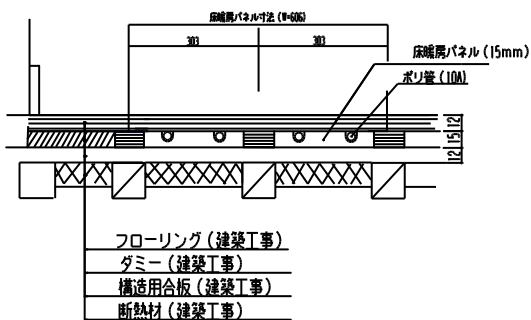 床暖房パネル寸法 (W=606)
303 303
床暖房パネル (15mm)
ポリ管 (10A)
12
15
12
フローリング (建築工事)
ダミー (建築工事)
構造用合板 (建築工事)
断熱材 (建築工事)